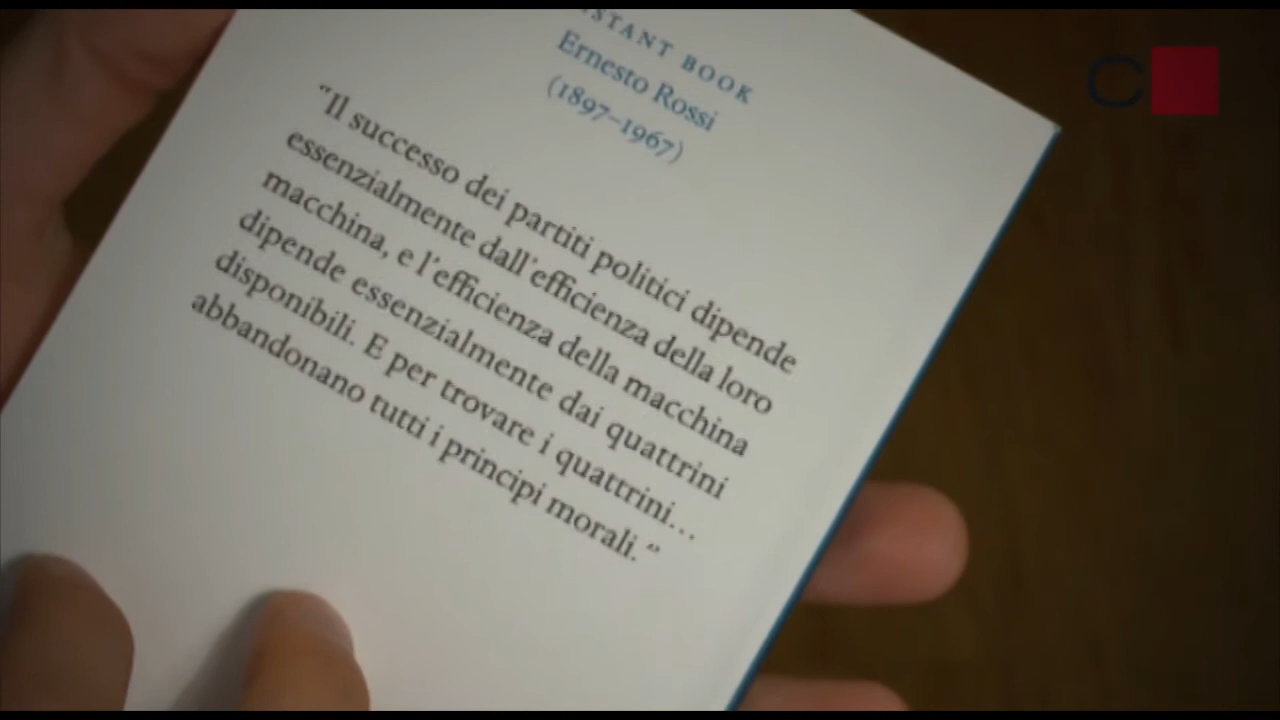 STANT BOOK
Ernesto Rossi
(1897–1967)
“Il successo dei partiti politici dipende
essenzialmente dall'efficienza della loro
macchina, e l'efficienza della macchina
dipende essenzialmente dai quattrini
disponibili. E per trovare i quattrini…
abbandonano tutti i principi morali.“
C